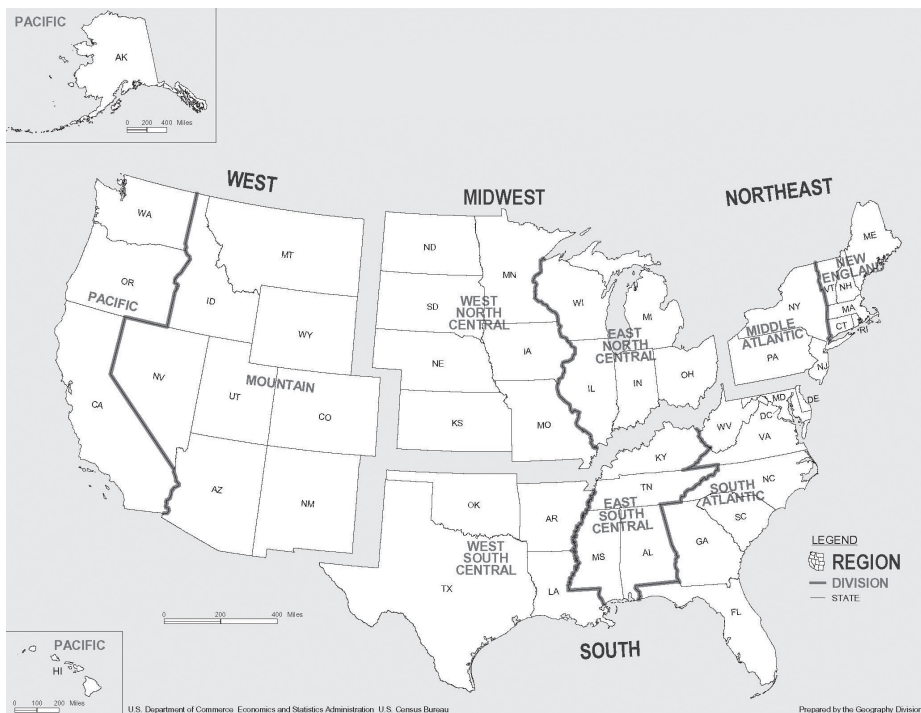 PACIFIC
AK
0 200 400 Miles
WEST
MIDWEST
NORTHEAST
WA
MT
ND
MN
ME
OR
ID
SD
WI
MI
NEW
ENGLAND
VT NH
NY
MA
CT
RI
PACIFIC
WY
WEST
NORTH
CENTRAL
EAST
NORTH
CENTRAL
MIDDLE
ATLANTIC
PA
NJ
NE
IA
NV
UT
MOUNTAIN
CO
CA
KS
MO
IL
IN
OH
MD
DE
DC
WV
VA
KY
AZ
NM
OK
AR
TN
NC
SOUTH
ATLANTIC
SC
EAST
SOUTH
CENTRAL
MS
AL
GA
WEST
SOUTH
CENTRAL
TX
LA
FL
LEGEND
REGION
DIVISION
STATE
0 200 400 Miles
SOUTH
PACIFIC
HI
0 100 200 Miles
U.S. Department of Commerce Economics and Statistics Administration U.S. Census Bureau
Prepared by the Geography Division